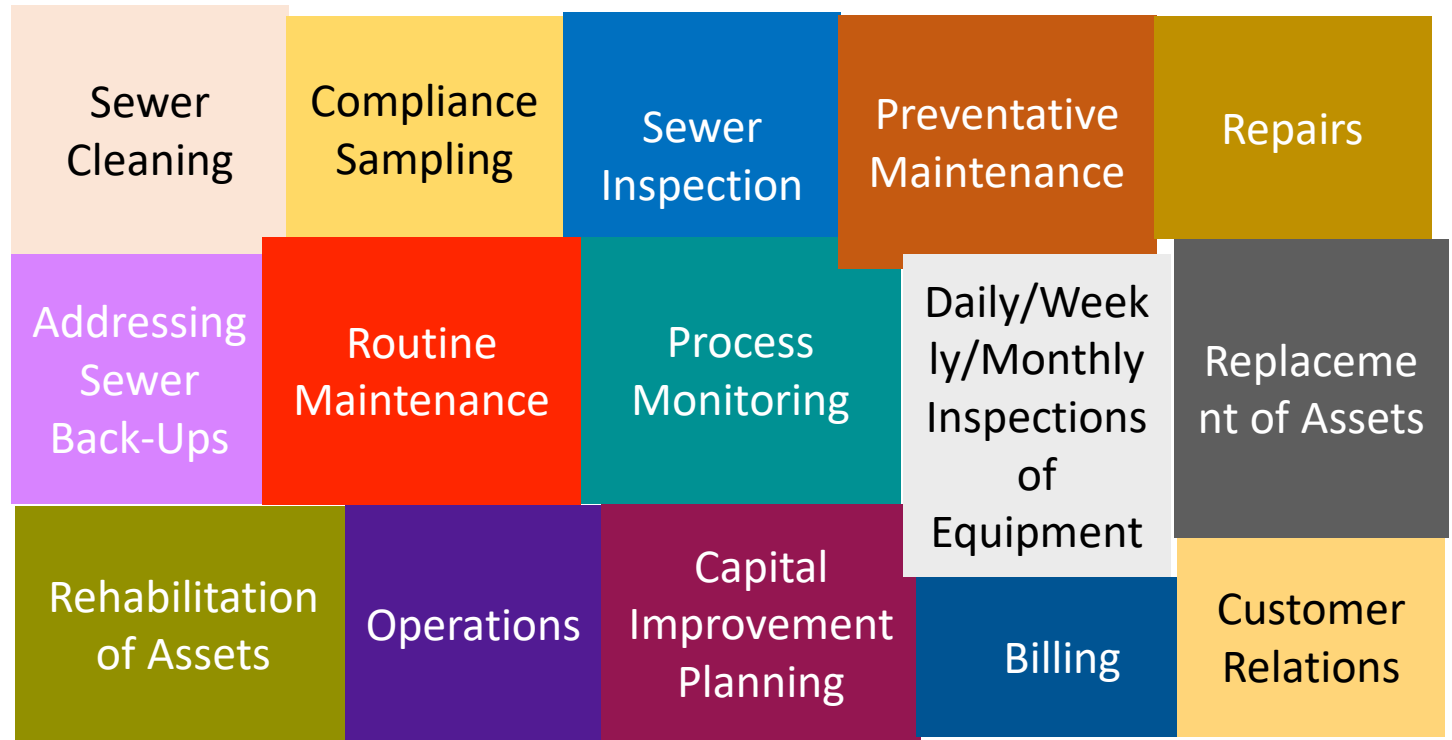 Sewer
Cleaning
Compliance
Sampling
Sewer
Inspection
Preventative
Maintenance
Repairs
Addressing
Sewer
Back-Ups
Routine
Maintenance
Process
Monitoring
Daily/Week
ly/Monthly
Inspections
of
Equipment
Replaceme
nt of Assets
Rehabilitation
of Assets
Operations
Capital
Improvement
Planning
Billing
Customer
Relations